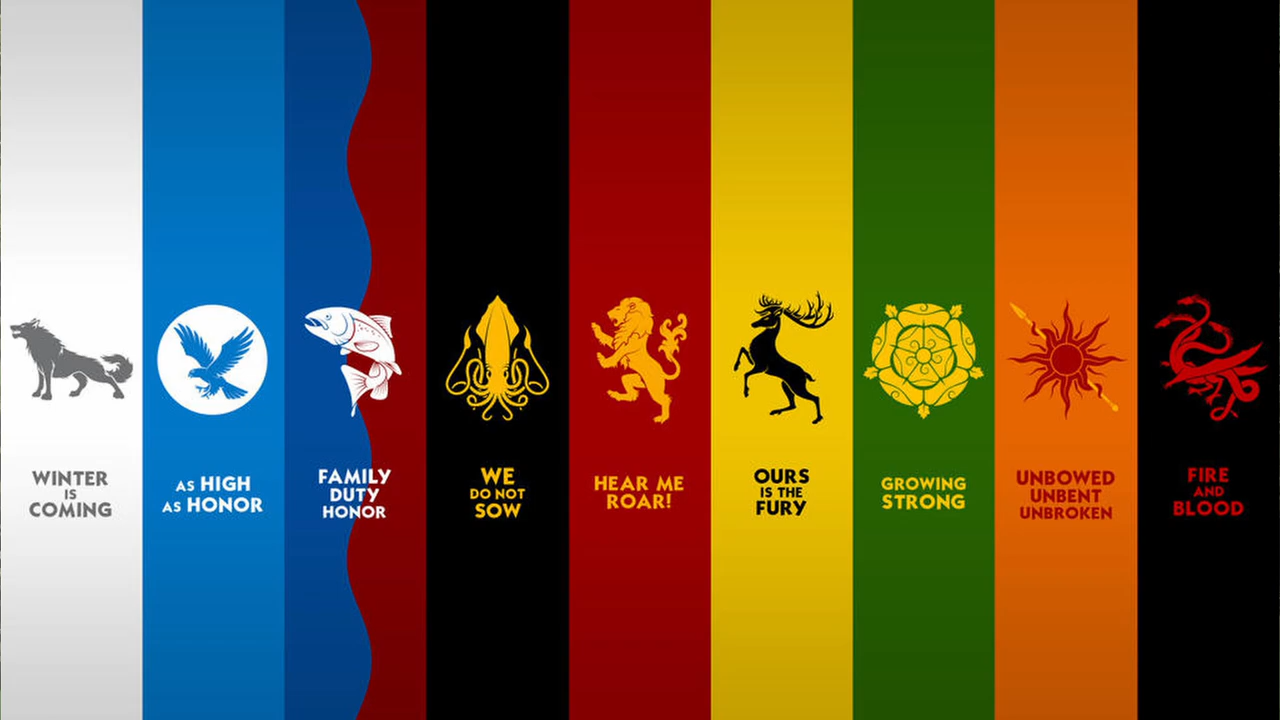 WINTER
IS
COMING
AS HIGH
AS HONOR
FAMILY
DUTY
HONOR
WE
DO NOT
SOW
HEAR ME
ROAR!
OURS
IS THE
FURY
GROWING
STRONG
UNBOWED
UNBENT
UNBROKEN
FIRE
AND
BLOOD